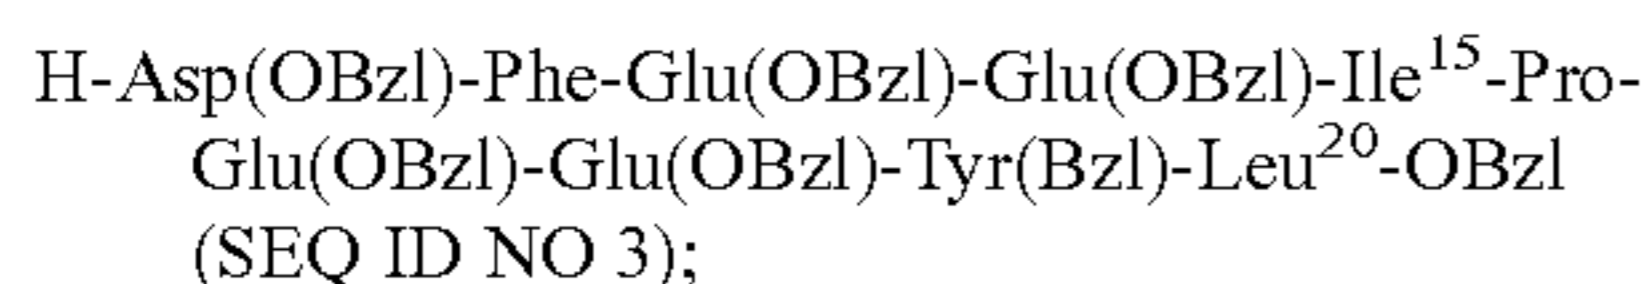 H-Asp(OBzl)-Phe-Glu(OBzl)-Glu(OBzl)-Ile¹⁵-Pro-
Glu(OBzl)-Glu(OBzl)-Tyr(Bzl)-Leu²⁰-OBzl
(SEQ ID NO 3);